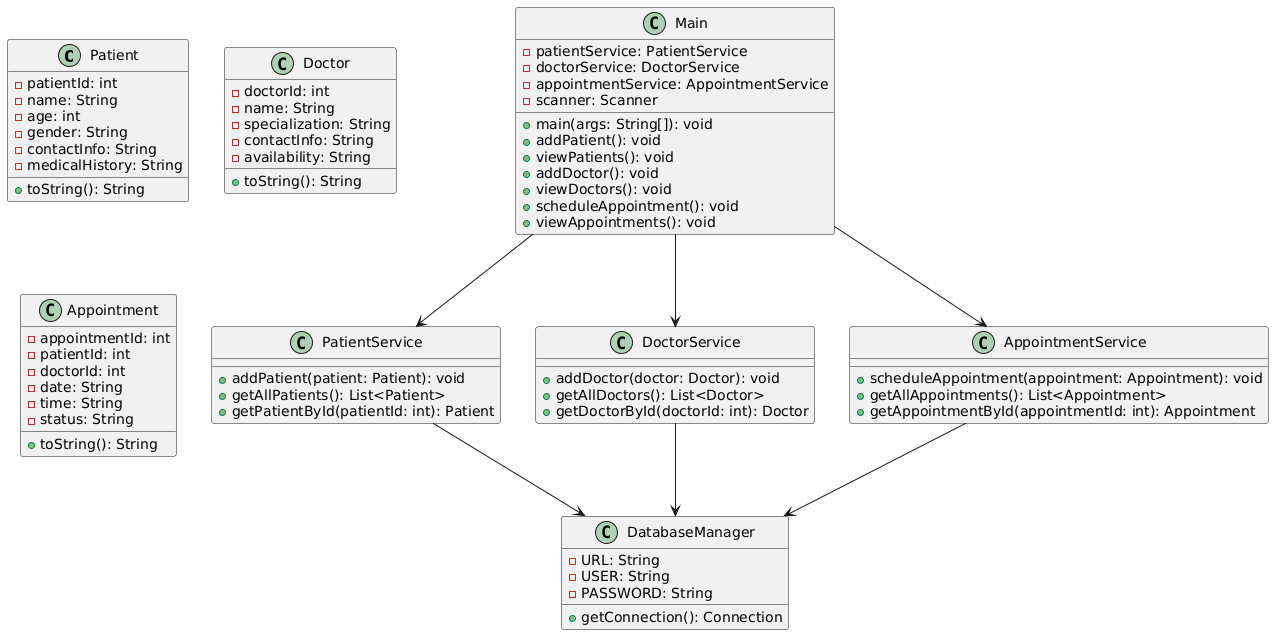 C Patient
patientId: int
name: String
age: int
gender: String
contactInfo: String
medicalHistory: String
toString(): String
C Doctor
doctorId: int
name: String
specialization: String
contactInfo: String
availability: String
toString(): String
C Main
patientService: PatientService
doctorService: DoctorService
appointmentService: AppointmentService
scanner: Scanner
main(args: String[]): void
addPatient(): void
viewPatients(): void
addDoctor(): void
viewDoctors(): void
scheduleAppointment(): void
viewAppointments(): void
C Appointment
appointmentId: int
patientId: int
doctorId: int
date: String
time: String
status: String
toString(): String
C PatientService
addPatient(patient: Patient): void
getAllPatients(): List<Patient>
getPatientById(patientId: int): Patient
C DoctorService
addDoctor(doctor: Doctor): void
getAllDoctors(): List<Doctor>
getDoctorById(doctorId: int): Doctor
C AppointmentService
scheduleAppointment(appointment: Appointment): void
getAllAppointments(): List<Appointment>
getAppointmentById(appointmentId: int): Appointment
C DatabaseManager
URL: String
USER: String
PASSWORD: String
getConnection(): Connection